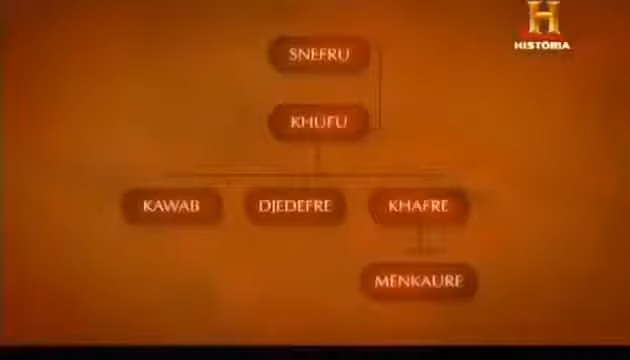 H
HISTORIA
SNEFRU
KHUFU
KAWAB
DJEDEFRE
KHAFRE
MENKAURE